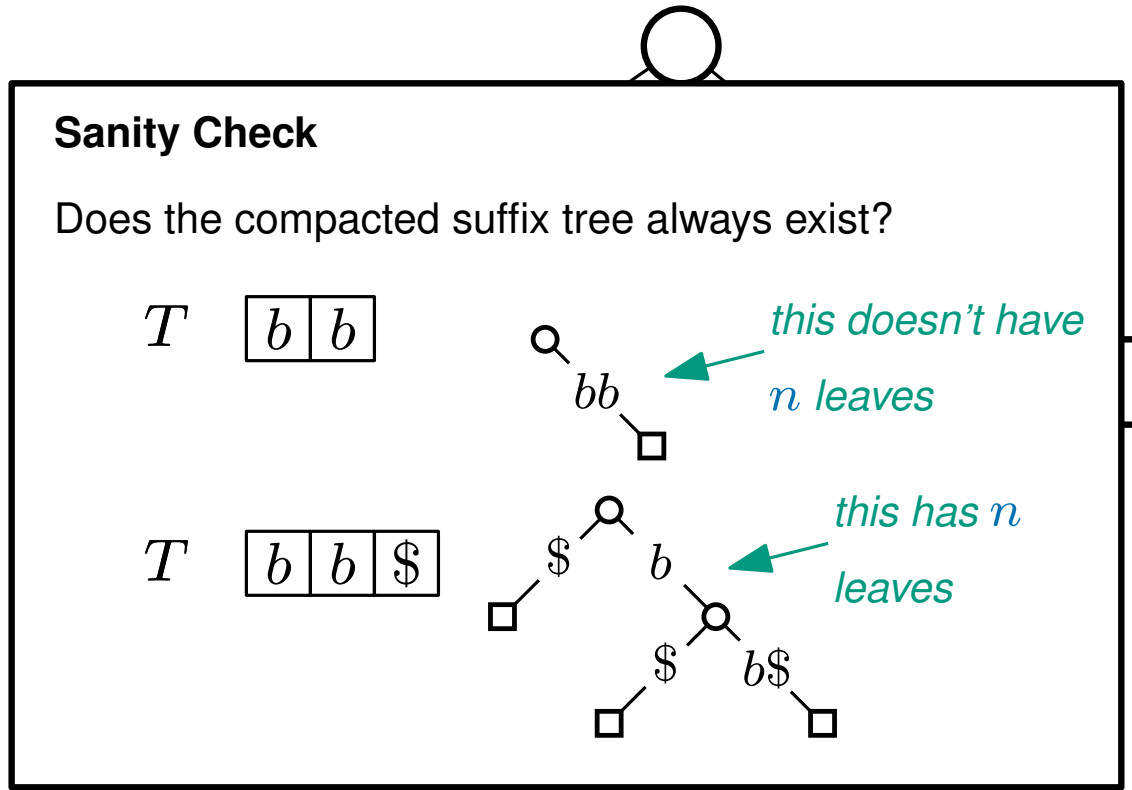 Sanity Check
Does the compacted suffix tree always exist?
T b b
bb
this doesn't have
n leaves
T b b $
$ b
$ b$
this has n
leaves